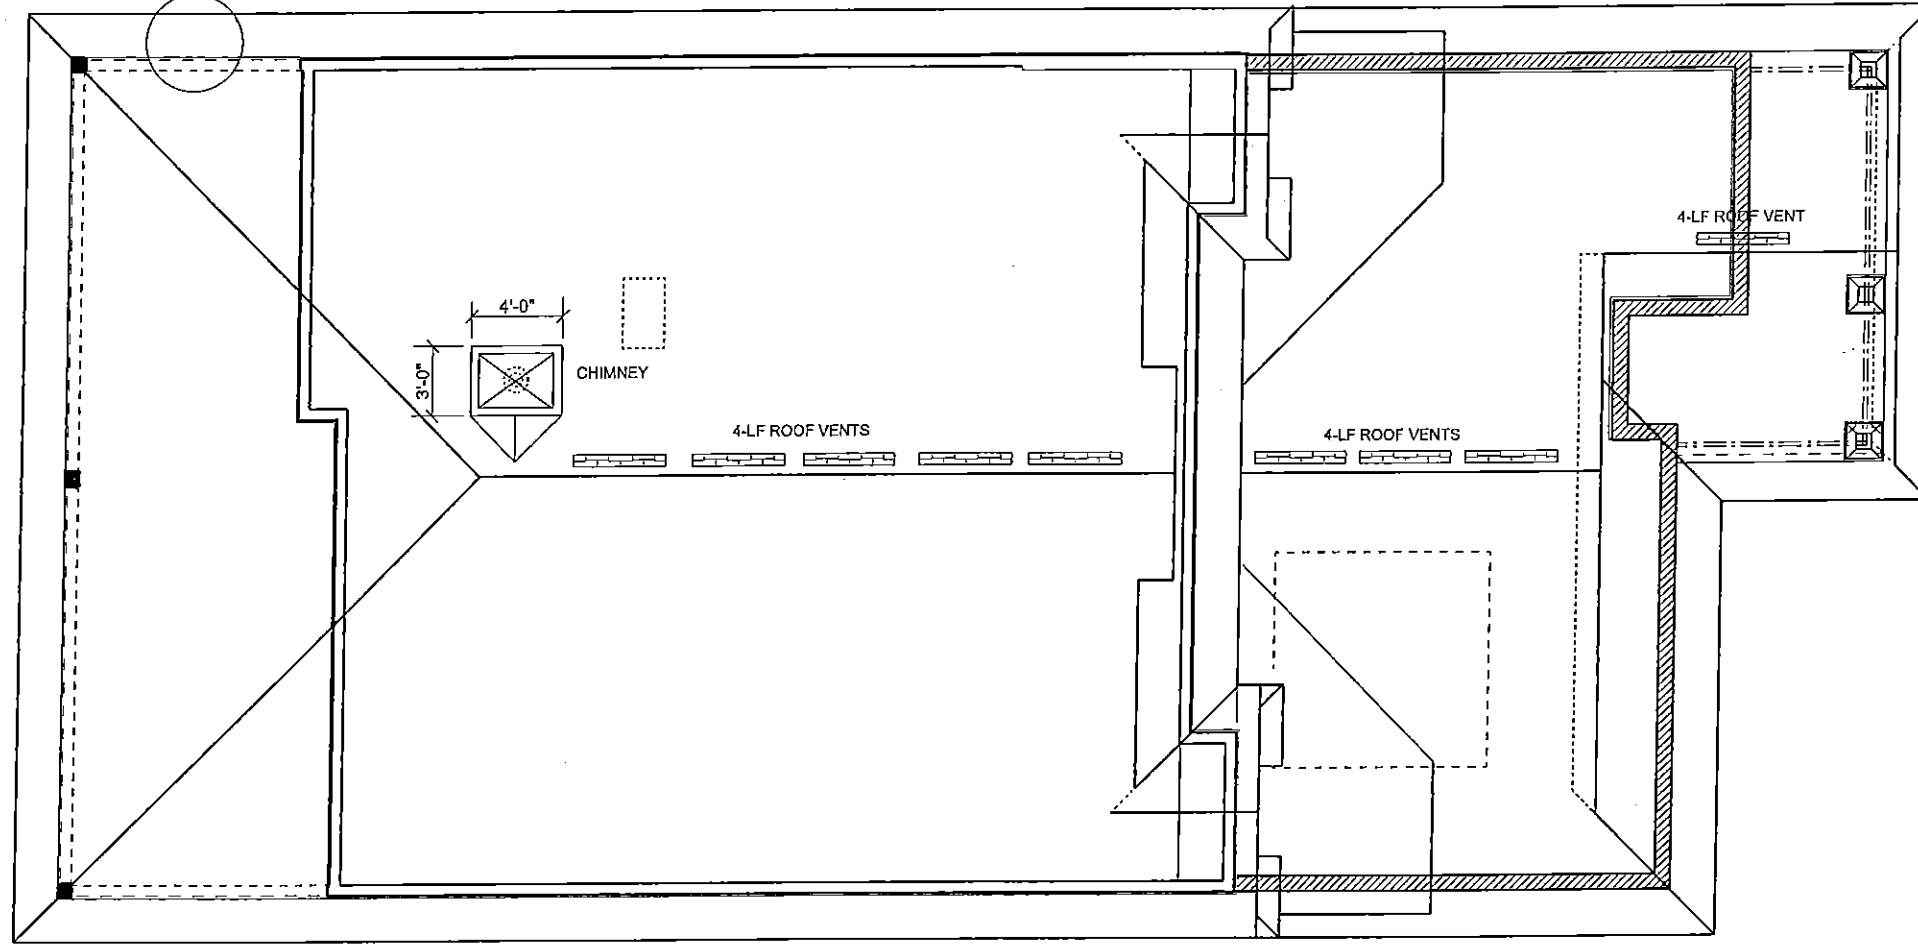 4-LF ROOF VENT
4'-0"
3'-0"
CHIMNEY
4-LF ROOF VENTS
4-LF ROOF VENTS